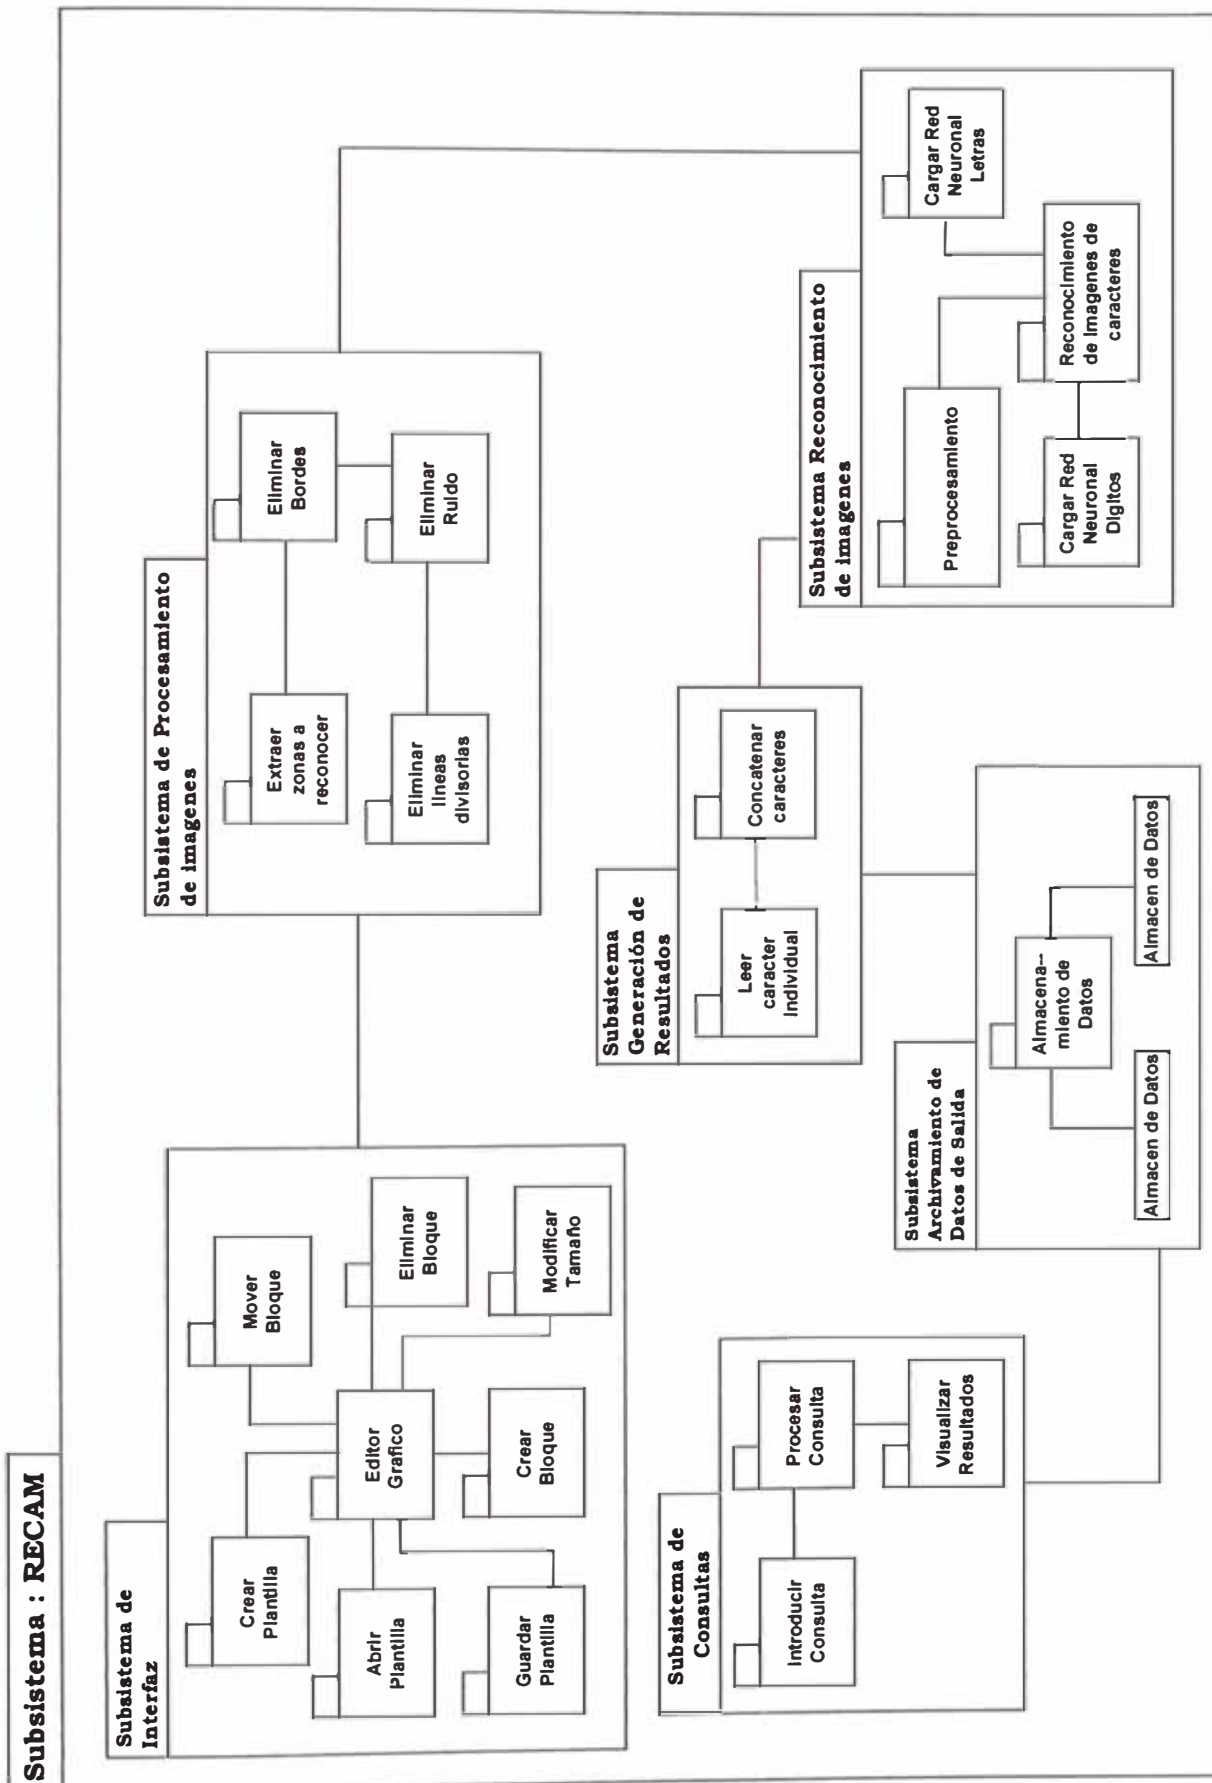 Subsistema : RECAM
Subsistema de
Interfaz
Crear
Plantilla
Mover
Bloque
Abrir
Plantilla
Editor
Grafico
Eliminar
Bloque
Guardar
Plantilla
Crear
Bloque
Modificar
Tamaño
Subsistema de Procesamiento
de imagenes
Extraer
zonas a
reconocer
Eliminar
Bordes
Eliminar
líneas
divisorias
Eliminar
Ruido
Subsistema de
Consultas
Introducir
Consulta
Procesar
Consulta
Visualizar
Resultados
Subsistema
Generación de
Resultados
Leer
caracter
Individual
Concatenar
caracteres
Subsistema Reconocimiento
de imagenes
Preprocesamiento
Cargar Red
Neuronal
Letras
Cargar Red
Neuronal
Digitos
Reconocimiento
de Imagenes de
caracteres
Subsistema
Archivamiento de
Datos de Salida
Almacena--
miento de
Datos
Almacen de Datos
Almacen de Datos